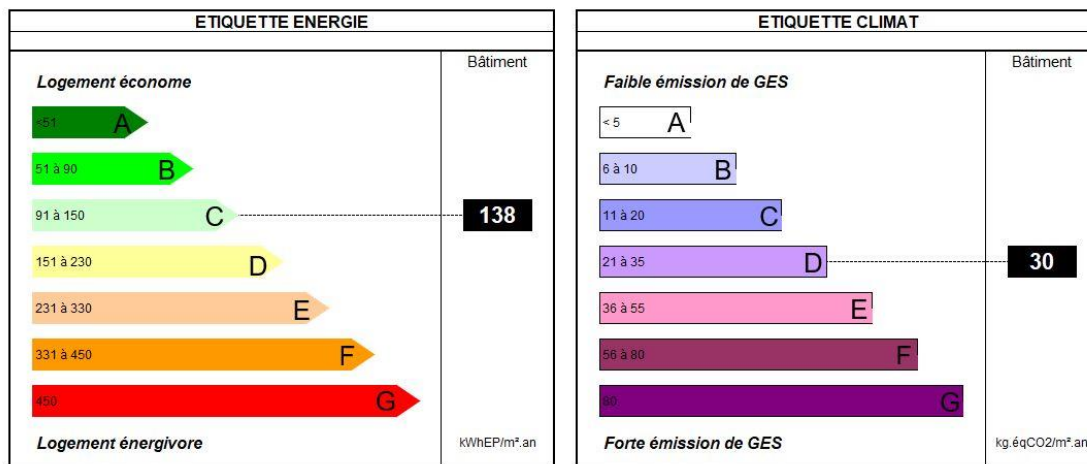 ETIQUETTE ENERGIE
Bâtiment
Logement économe
<51 A
51 à 90 B
91 à 150 C
138
151 à 230 D
231 à 330 E
331 à 450 F
450 G
Logement énergivore
kWhEP/m².an
ETIQUETTE CLIMAT
Bâtiment
Faible émission de GES
< 5 A
6 à 10 B
11 à 20 C
21 à 35 D
30
36 à 55 E
56 à 80 F
80 G
Forte émission de GES
kg.éqCO2/m².an